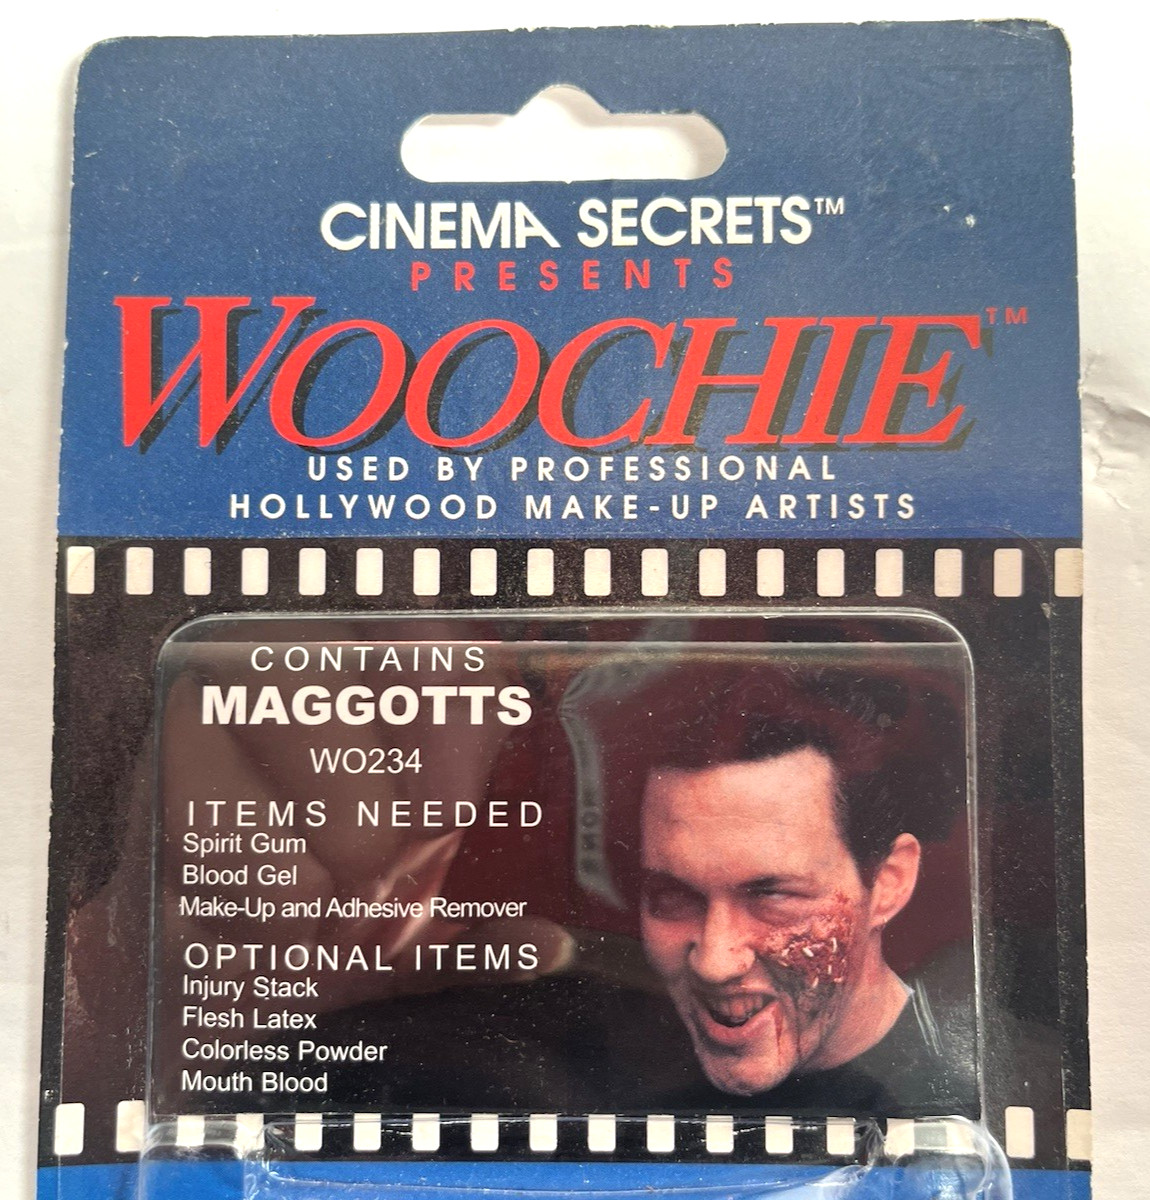 CINEMA SECRETS™
PRESENTS
WOOCHIE™
USED BY PROFESSIONAL
HOLLYWOOD MAKE-UP ARTISTS
CONTAINS
MAGGOTTS
WO234
ITEMS NEEDED
Spirit Gum
Blood Gel
Make-Up and Adhesive Remover
OPTIONAL ITEMS
Injury Stack
Flesh Latex
Colorless Powder
Mouth Blood